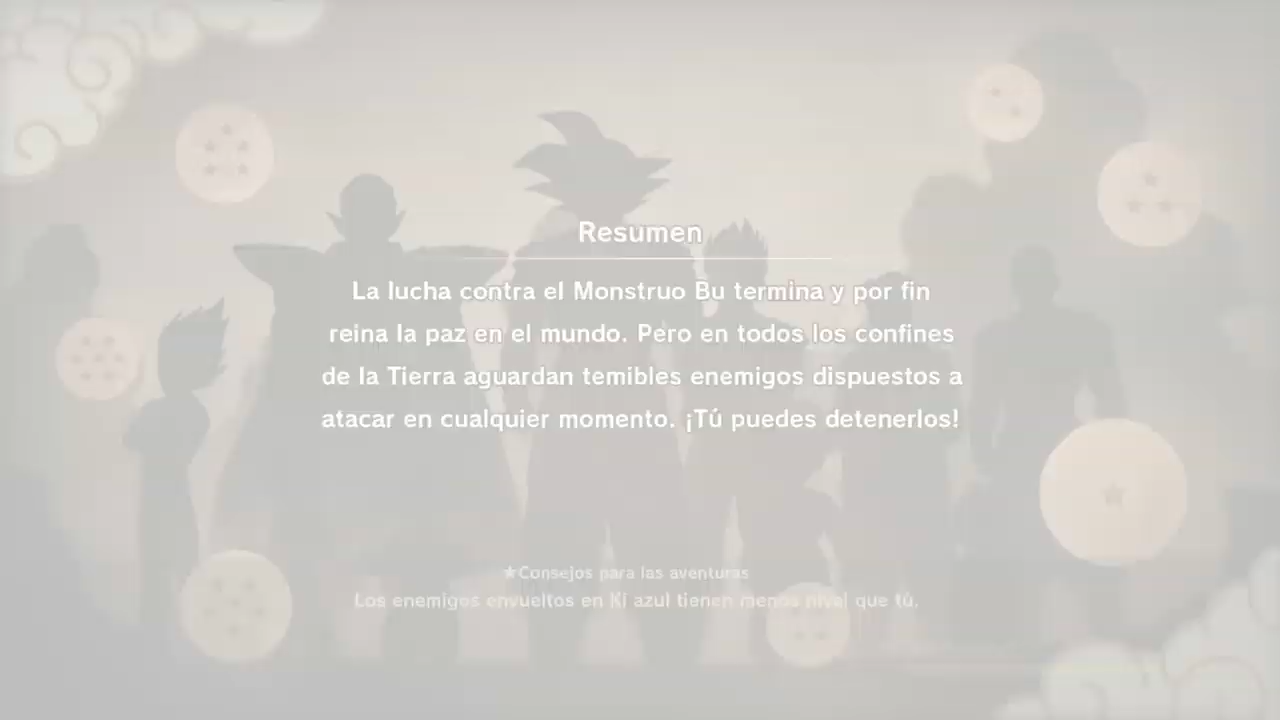 Resumen
La lucha contra el Monstruo Bu termina y por fin
reina la paz en el mundo. Pero en todos los confines
de la Tierra aguardan temibles enemigos dispuestos a
atacar en cualquier momento. ¡Tú puedes detenerlos!
★Consejos para las aventuras
Los enemigos envueltos en Ki azul tienen menos nivel que tú.